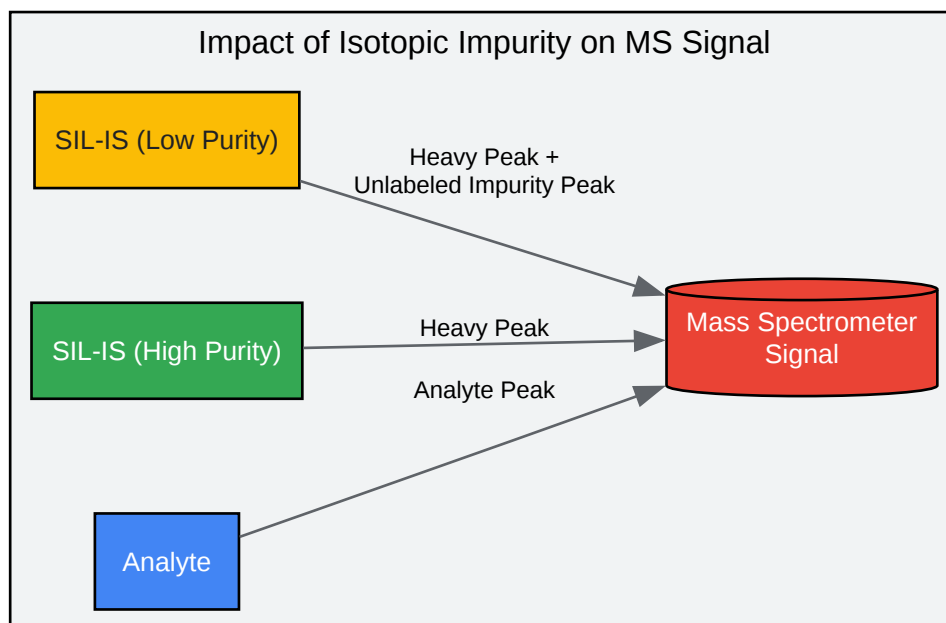 Impact of Isotopic Impurity on MS Signal
SIL-IS (Low Purity)
Heavy Peak +
Unlabeled Impurity Peak
SIL-IS (High Purity)
Heavy Peak
Mass Spectrometer
Signal
Analyte Peak
Analyte